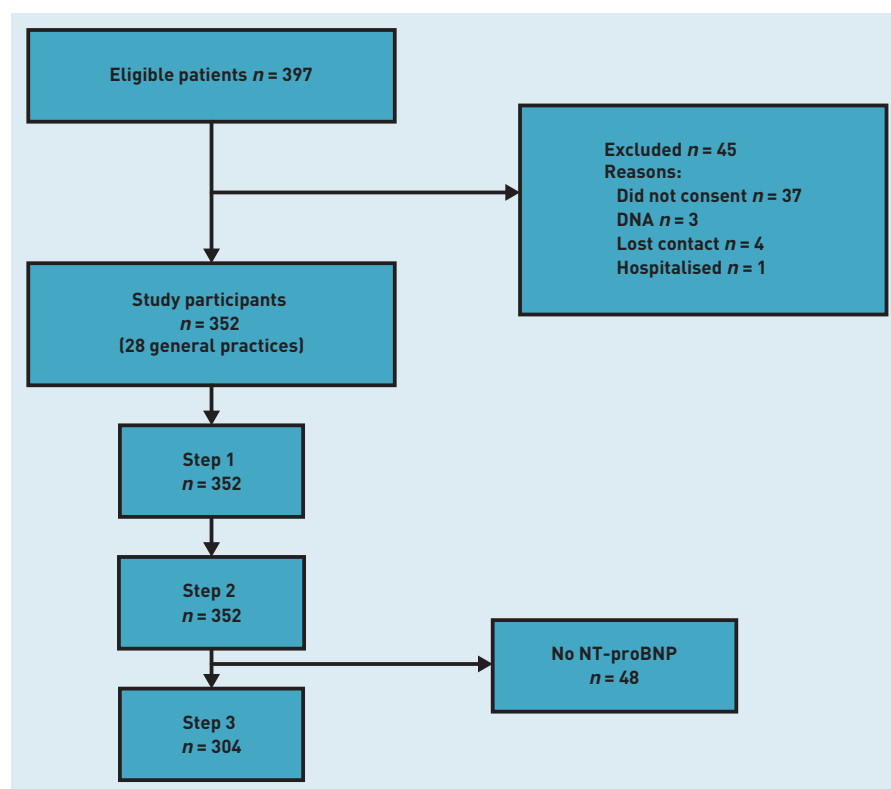 Eligible patients n = 397
Excluded n = 45
Reasons:
Did not consent n = 37
DNA n = 3
Lost contact n = 4
Hospitalised n = 1
Study participants
n = 352
(28 general practices)
Step 1
n = 352
Step 2
n = 352
No NT-proBNP
n = 48
Step 3
n = 304